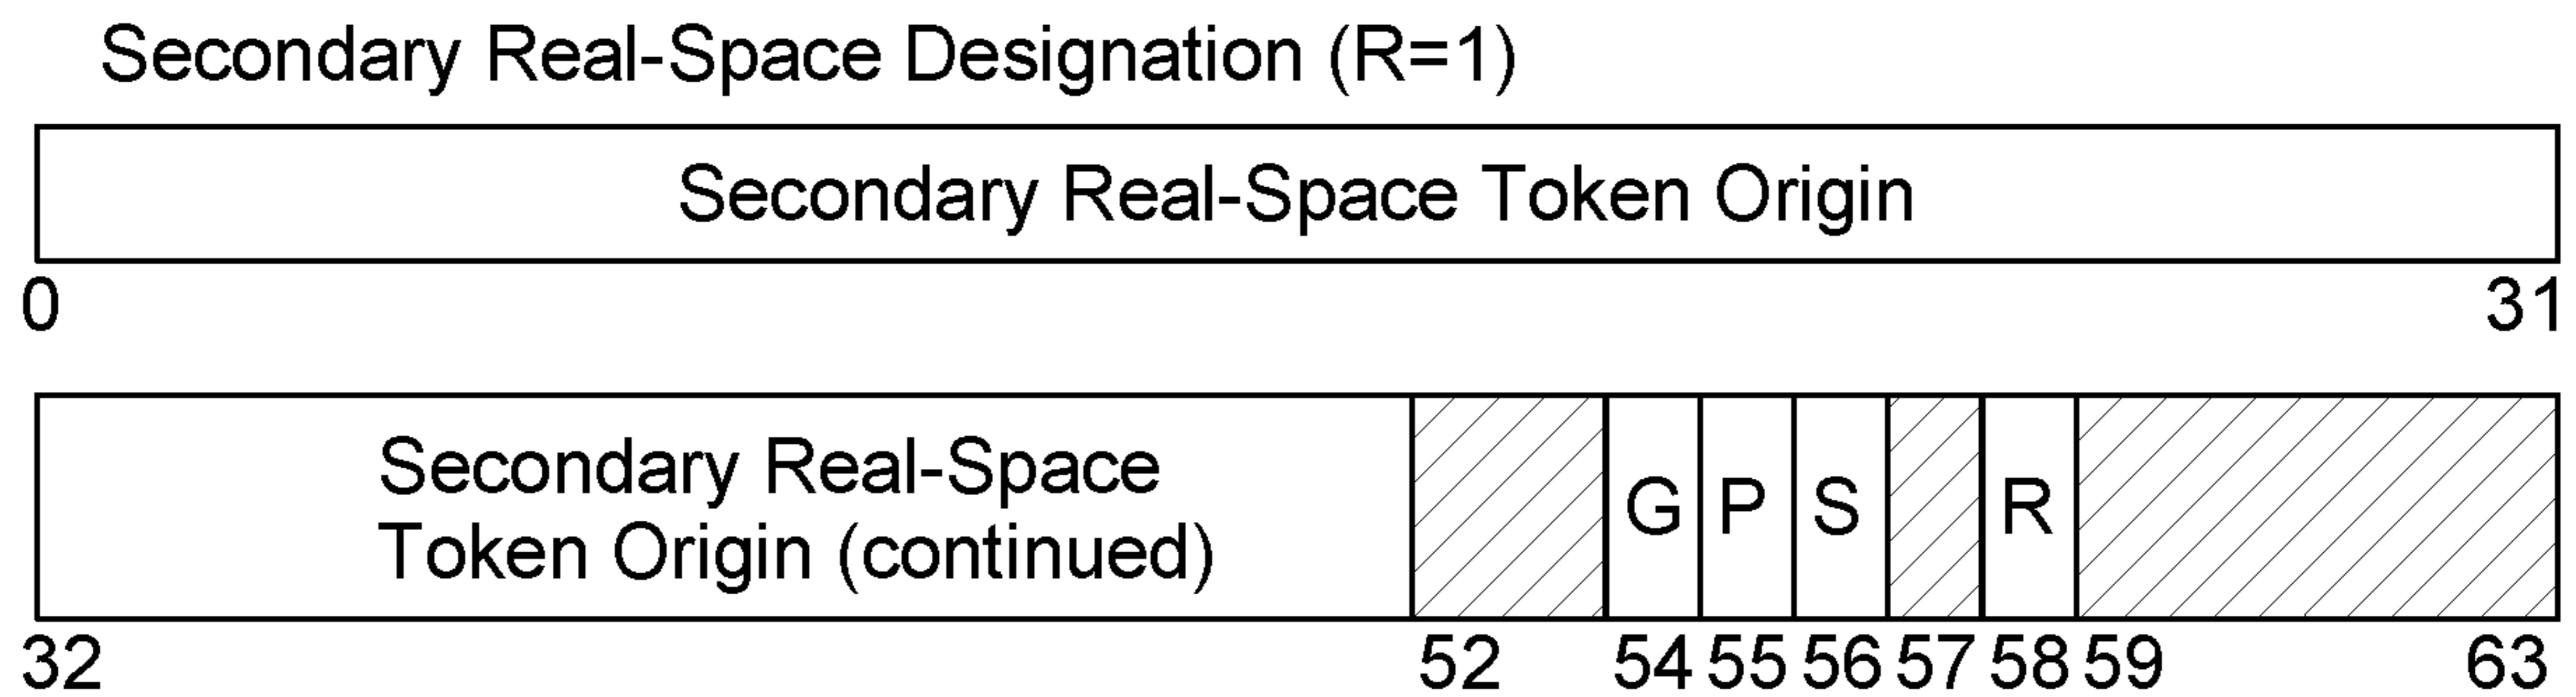 Secondary Real-Space Designation (R=1)
Secondary Real-Space Token Origin
0 31
Secondary Real-Space
Token Origin (continued)
G P S R
32 52 54 55 56 57 58 59 63